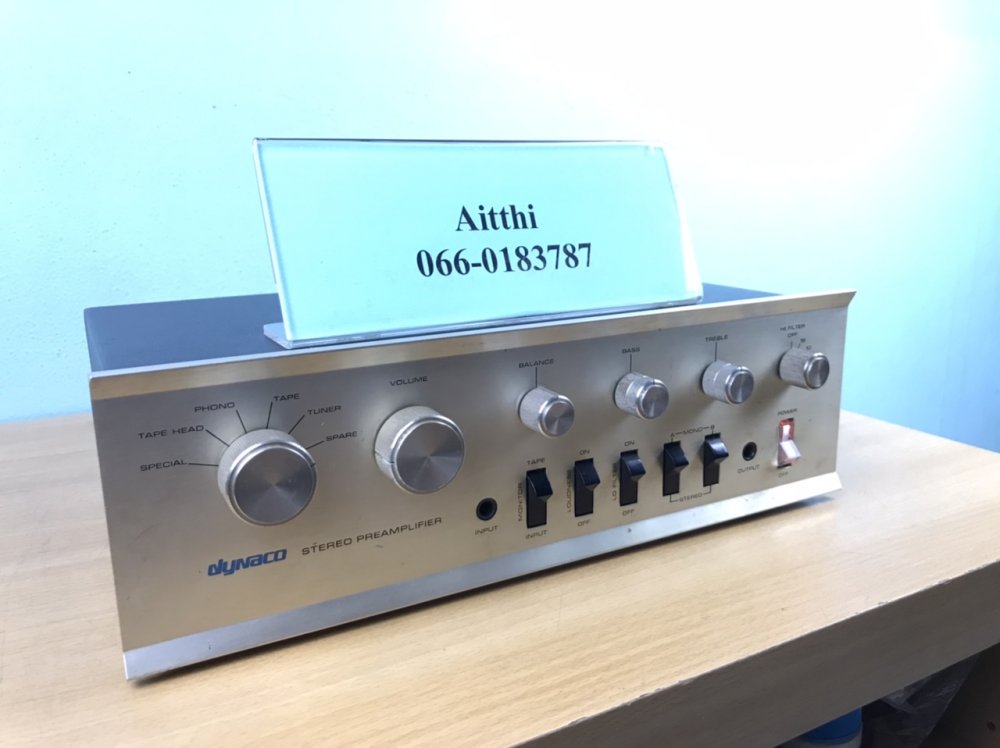 Aitthi
066-0183787
HI FILTER
OFF
TREBLE
BASS
BALANCE
VOLUME
PHONO
TAPE
TAPE HEAD
TUNER
SPECIAL
SPARE
POWER
OFF
A MONO B
STEREO
OUTPUT
ON
LO FILTER
OFF
ON
LOUDNESS
OFF
TAPE
MONITOR
INPUT
INPUT
dynaco STEREO PREAMPLIFIER